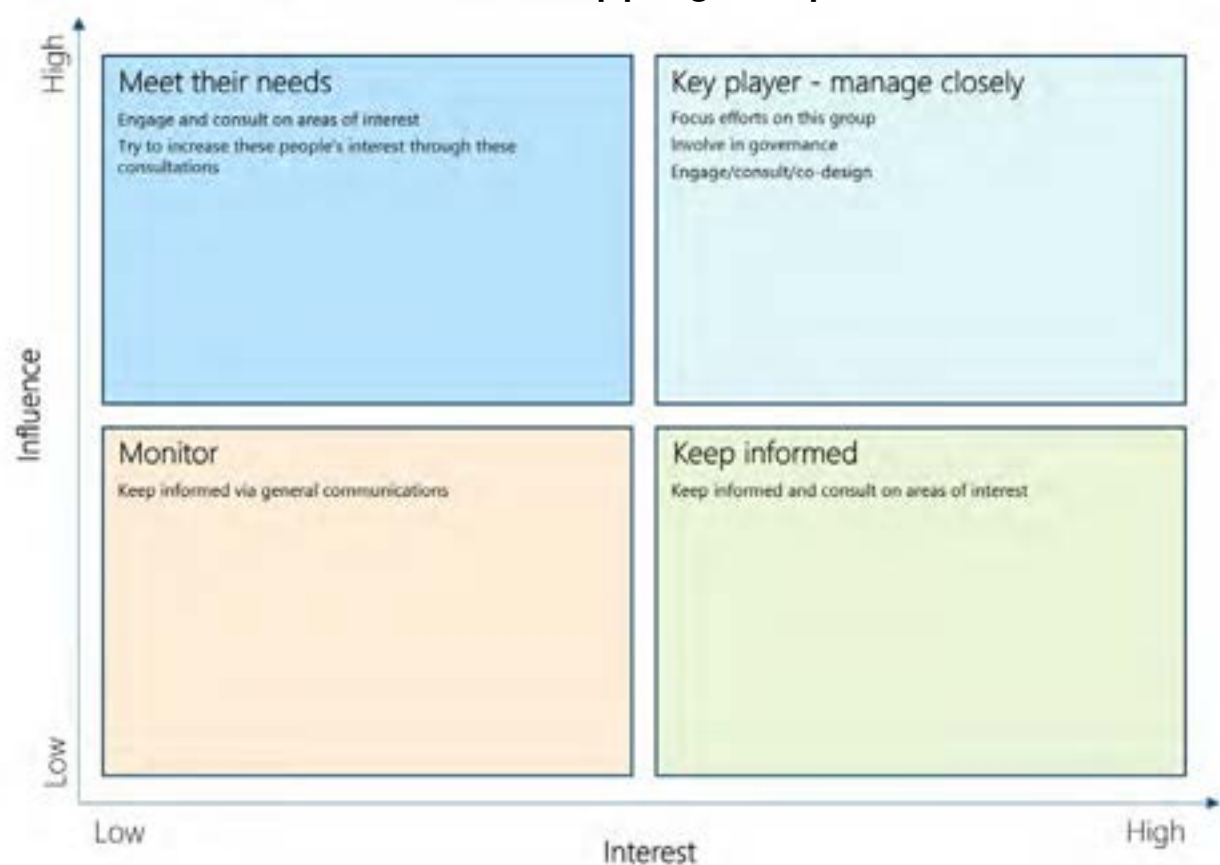 High
Meet their needs
Engage and consult on areas of interest
Try to increase these people's interest through these
consultations
Key player - manage closely
Focus efforts on this group
Involve in governance
Engage/consult/co-design
Influence
Monitor
Keep informed via general communications
Keep informed
Keep informed and consult on areas of interest
Low
Low
Interest
High